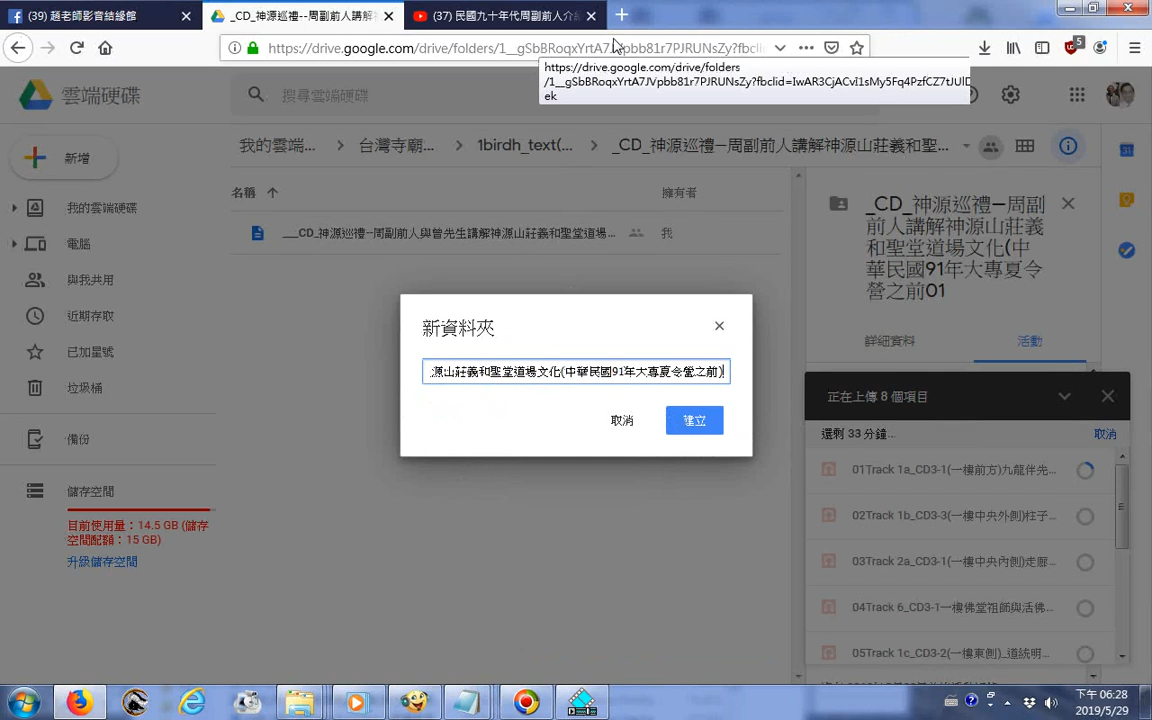 (39) 趙老師影音結緣館
_CD_神源巡禮--周副前人講解
(37) 民國九十年代周副前人介
https://drive.google.com/drive/folders/1__gSbBRoqxYrtA7JVpbb81r7PJRUNsZy?fbc
https://drive.google.com/drive/folders
/1__gSbBRoqxYrtA7JVpbb81r7PJRUNsZy?fbclid=IwAR3CjACvI1sMy5Fq4PzfCZ7tJUlD
ek
5
雲端硬碟
搜尋雲端硬碟
新增
我的雲端硬碟
電腦
與我共用
近期存取
已加星號
垃圾桶
備份
儲存空間
目前使用量：14.5 GB (儲存
空間配額：15 GB)
升級儲存空間
我的雲端...
台灣寺廟...
1birdh_text(...
_CD_神源巡禮—周副前人講解神源山莊義和聖...
名稱
擁有者
___CD_神源巡禮--周副前人與曾先生講解神源山莊義和聖堂道場...
我
新資料夾
源山莊義和聖堂道場文化(中華民國91年大專夏令營之前)
取消
建立
_CD_神源巡禮—周副
前人講解神源山莊義
和聖堂道場文化(中
華民國91年大專夏令
營之前01
詳細資料
活動
正在上傳 8 個項目
還剩 33 分鐘...
取消
01Track 1a_CD3-1(一樓前方)九龍伴先...
02Track 1b_CD3-3(一樓中央外側)柱子...
03Track 2a_CD3-1(一樓中央內側)走廊...
04Track 6_CD3-1一樓佛堂祖師與活佛...
05Track 1c_CD3-2(一樓東側)_道統明...
下午 06:28
2019/5/29